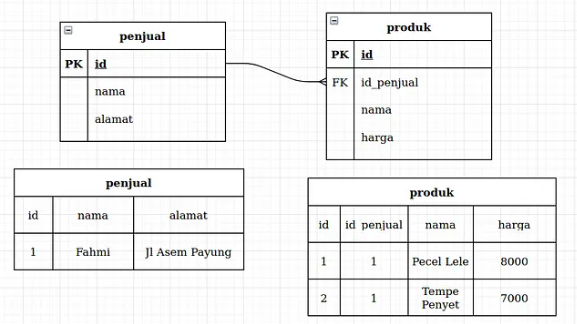 penjual
PK id
nama
alamat
produk
PK id
FK id_penjual
nama
harga
penjual
id nama alamat
1 Fahmi Jl Asem Payung
produk
id id_penjual nama harga
1 1 Pecel Lele 8000
2 1 Tempe Penyet 7000